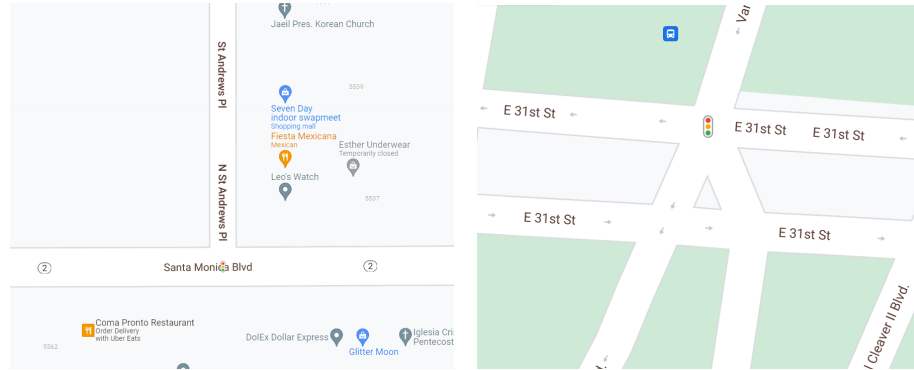 Jaeil Pres. Korean Church
St Andrews Pl
5539
Seven Day
indoor swapmeet
Shopping mall
Fiesta Mexicana
Mexican
Esther Underwear
Temporarily closed
Leo's Watch
N St Andrews Pl
5537
2
Santa Monica Blvd
2
Coma Pronto Restaurant
Order Delivery
with Uber Eats
5562
DolEx Dollar Express
Glitter Moon
Iglesia Cri
Pentecost
Var
E 31st St
E 31st St
E 31st St
E 31st St
E 31st St
l Cleaver II Blvd.